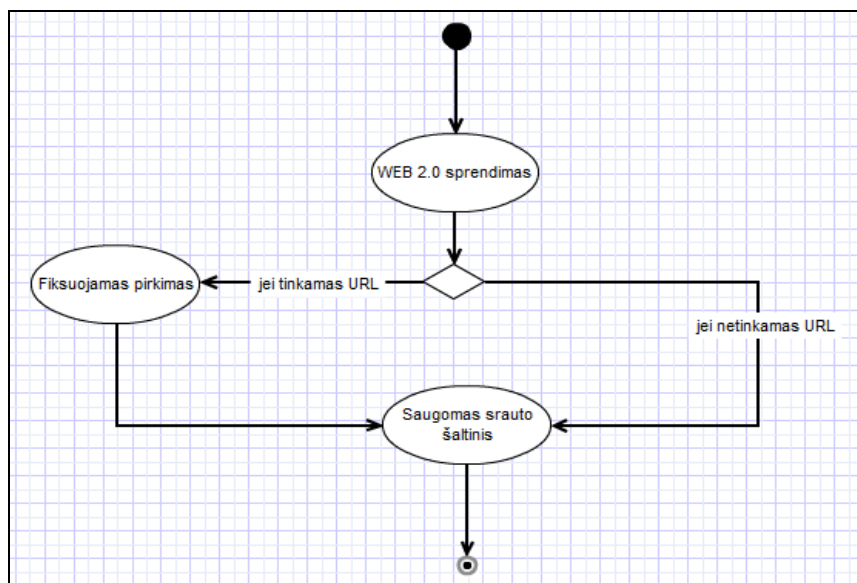 WEB 2.0 sprendimas
Fiksuojamas pirkimas
jei tinkamas URL
jei netinkamas URL
Saugomas srauto
šaltinis